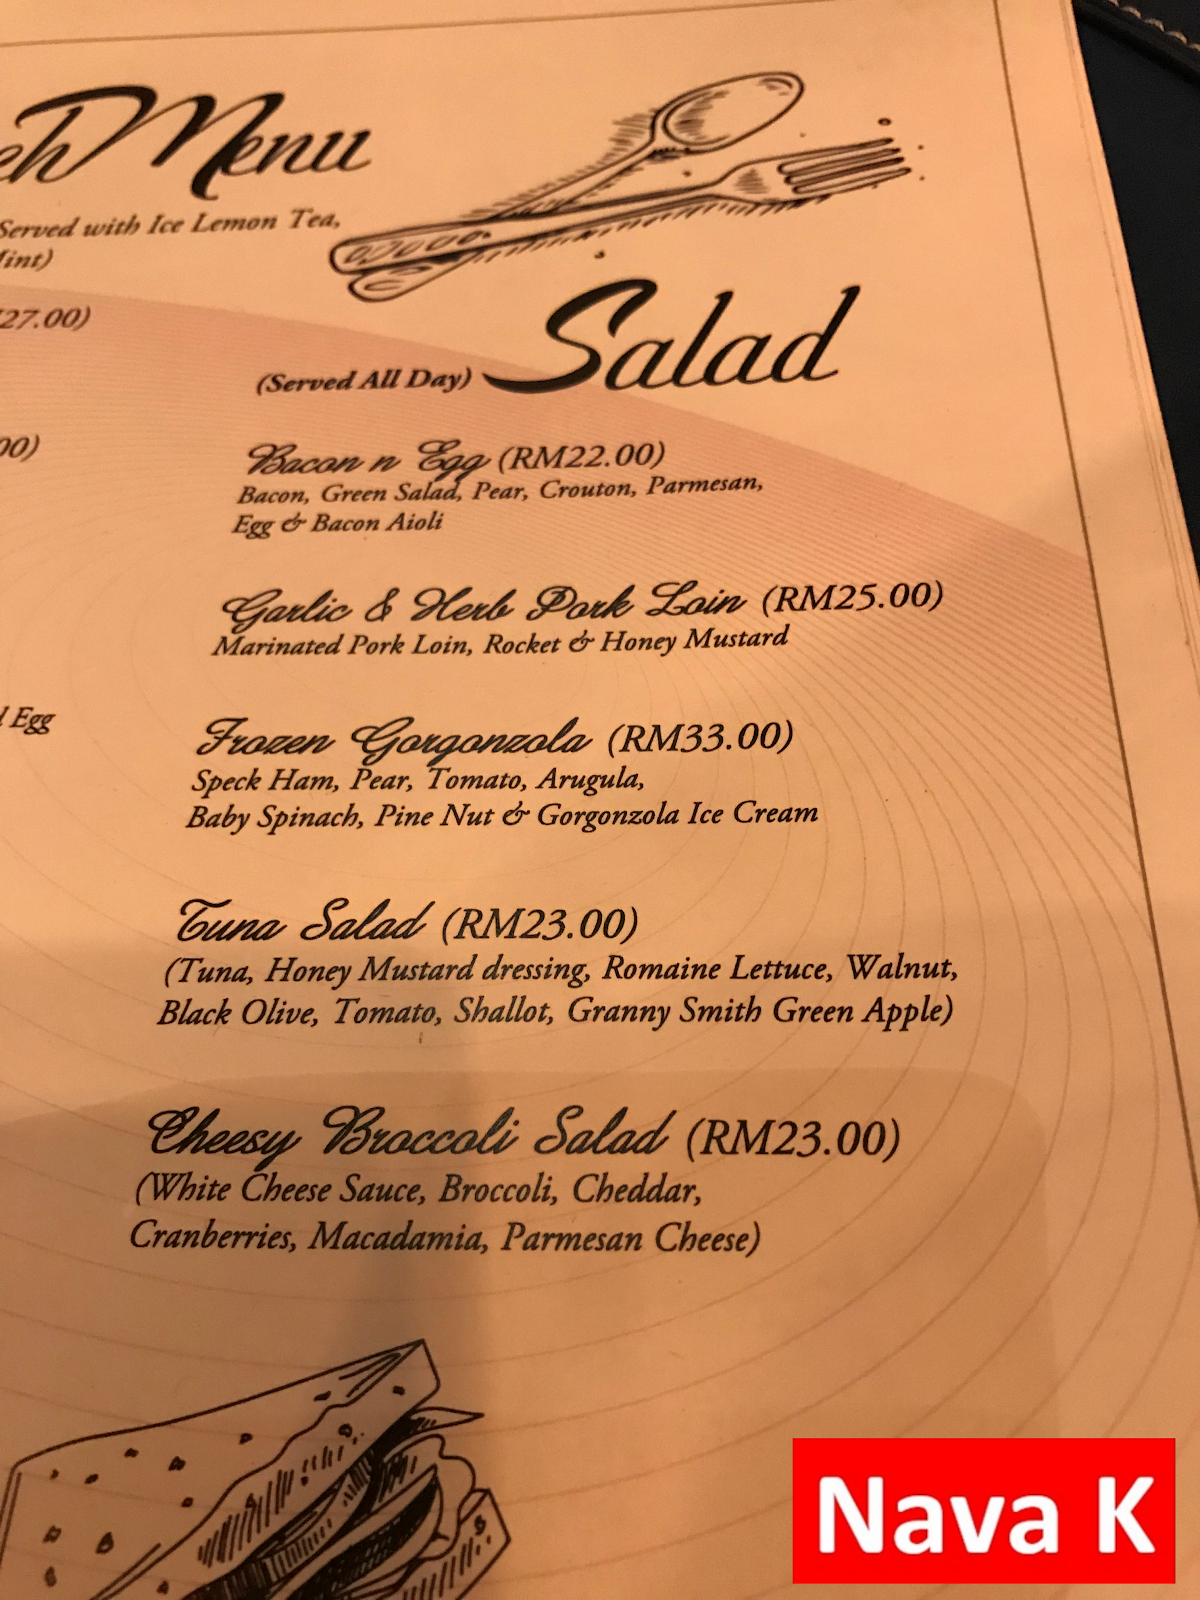 Menu
Served with Ice Lemon Tea,
27.00)
00)
Egg
Salad
(Served All Day)
Bacon n Egg (RM22.00)
Bacon, Green Salad, Pear, Crouton, Parmesan,
Egg & Bacon Aioli
Garlic & Herb Pork Loin (RM25.00)
Marinated Pork Loin, Rocket & Honey Mustard
Frozen Gorgonzola (RM33.00)
Speck Ham, Pear, Tomato, Arugula,
Baby Spinach, Pine Nut & Gorgonzola Ice Cream
Tuna Salad (RM23.00)
(Tuna, Honey Mustard dressing, Romaine Lettuce, Walnut,
Black Olive, Tomato, Shallot, Granny Smith Green Apple)
Cheesy Broccoli Salad (RM23.00)
(White Cheese Sauce, Broccoli, Cheddar,
Cranberries, Macadamia, Parmesan Cheese)
Nava K